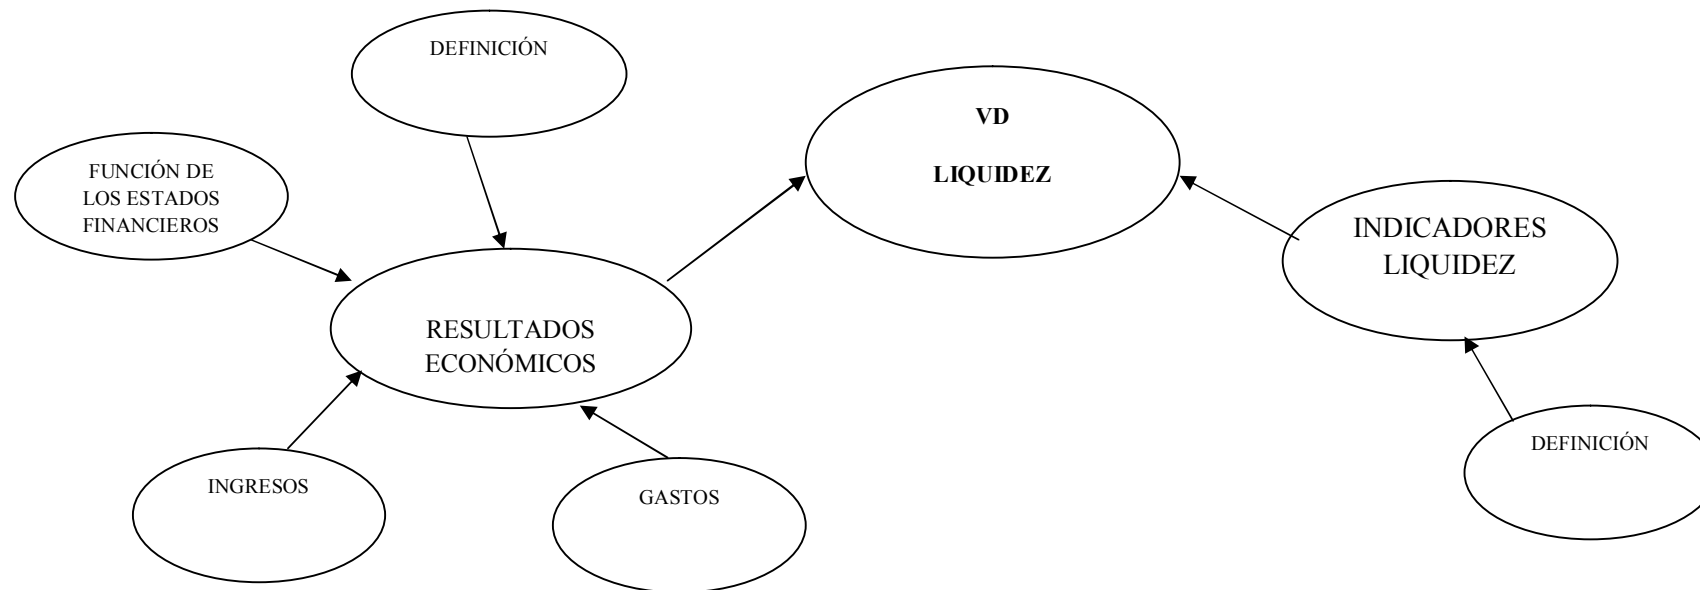 DEFINICIÓN
VD
LIQUIDEZ
FUNCIÓN DE
LOS ESTADOS
FINANCIEROS
INDICADORES
LIQUIDEZ
RESULTADOS
ECONÓMICOS
DEFINICIÓN
INGRESOS
GASTOS